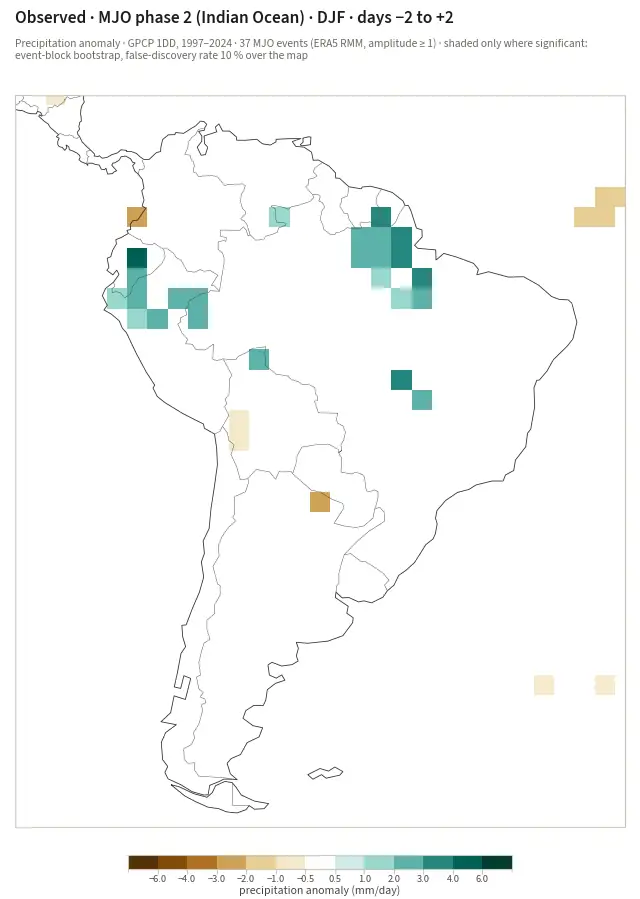 Observed · MJO phase 2 (Indian Ocean) · DJF · days −2 to +2
Precipitation anomaly · GPCP 1DD, 1997–2024 · 37 MJO events (ERA5 RMM, amplitude ≥ 1) · shaded only where significant:
event-block bootstrap, false-discovery rate 10 % over the map
−6.0 −4.0 −3.0 −2.0 −1.0 −0.5 0.5 1.0 2.0 3.0 4.0 6.0
precipitation anomaly (mm/day)